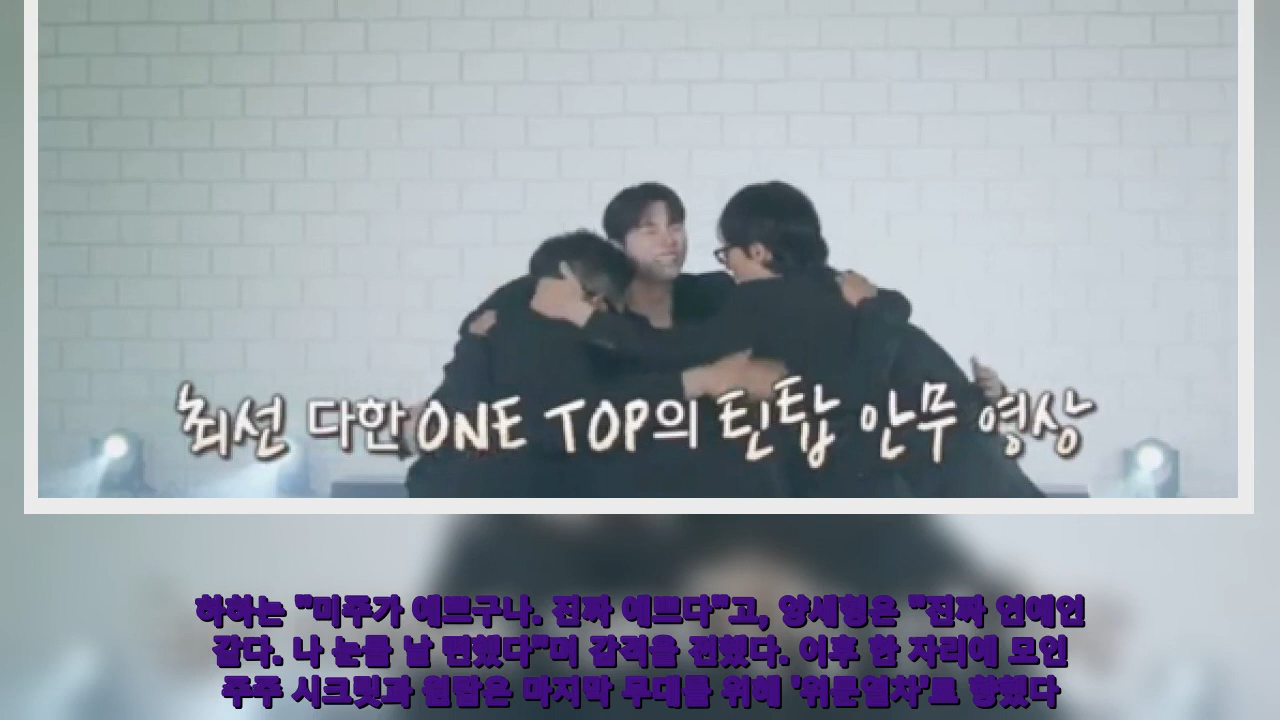 최선 다한 ONE TOP의 틴탑 안무 영상
하하는 "미주가 예쁘구나. 진짜 예쁘다"고, 양세형은 "진짜 연예인
같다. 나 눈물 날 뻔했다"며 감격을 전했다. 이후 한 자리에 모인
주주 시크릿과 원탑은 마지막 무대를 위해 '위문열차'로 향했다